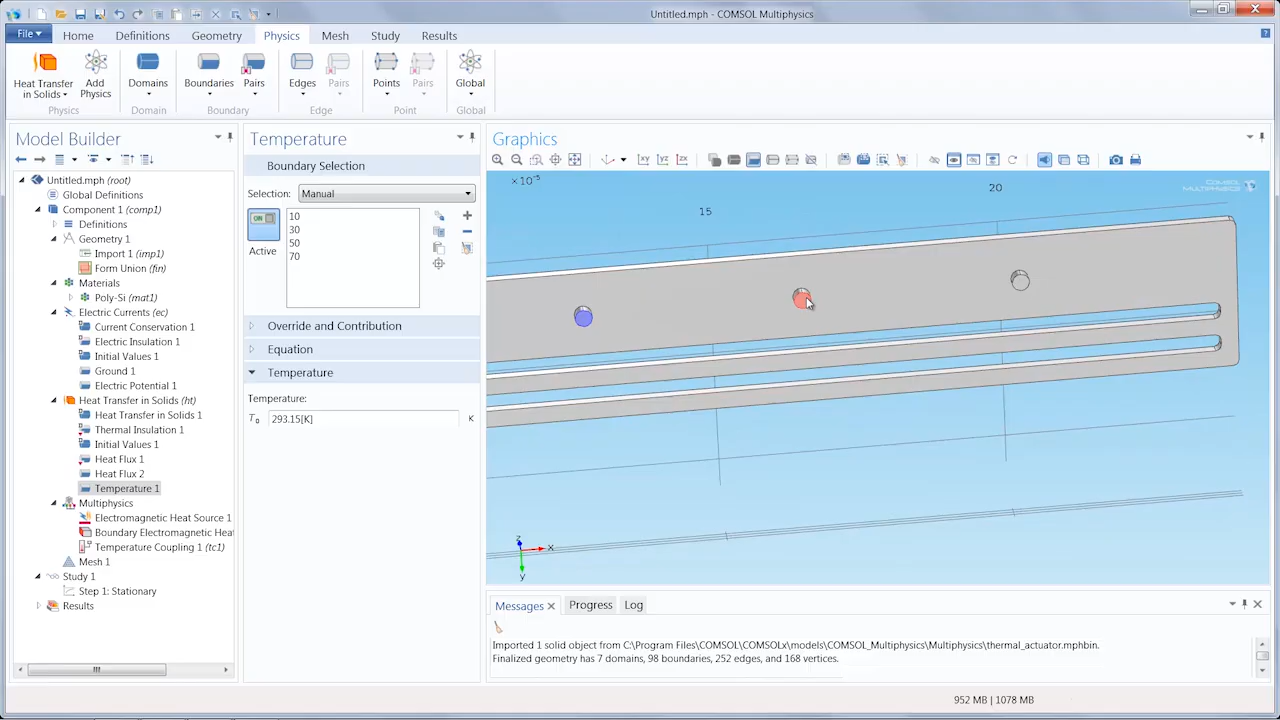 Untitled.mph - COMSOL Multiphysics
File Home Definitions Geometry Physics Mesh Study Results
Heat Transfer in Solids
Add Physics
Domains
Boundaries
Pairs
Edges
Pairs
Points
Pairs
Global
Physics Domain Boundary Edge Point Global
Model Builder
Untitled.mph (root)
Global Definitions
Component 1 (comp1)
Definitions
Geometry 1
Import 1 (imp1)
Form Union (fin)
Materials
Poly-Si (mat1)
Electric Currents (ec)
Current Conservation 1
Electric Insulation 1
Initial Values 1
Ground 1
Electric Potential 1
Heat Transfer in Solids (ht)
Heat Transfer in Solids 1
Thermal Insulation 1
Initial Values 1
Heat Flux 1
Heat Flux 2
Temperature 1
Multiphysics
Electromagnetic Heat Source 1
Boundary Electromagnetic Hea
Temperature Coupling 1 (tc1)
Mesh 1
Study 1
Step 1: Stationary
Results
Temperature
Boundary Selection
Selection: Manual
ON
Active
10
30
50
70
Override and Contribution
Equation
Temperature
Temperature:
T0 293.15[K] K
Graphics
xy yz zx
×10⁻⁵
15
20
COMSOL
MULTIPHYSICS
z
x
y
Messages Progress Log
Imported 1 solid object from C:\Program Files\COMSOL\COMSOLx\models\COMSOL_Multiphysics\Multiphysics\thermal_actuator.mphbin.
Finalized geometry has 7 domains, 98 boundaries, 252 edges, and 168 vertices.
952 MB | 1078 MB